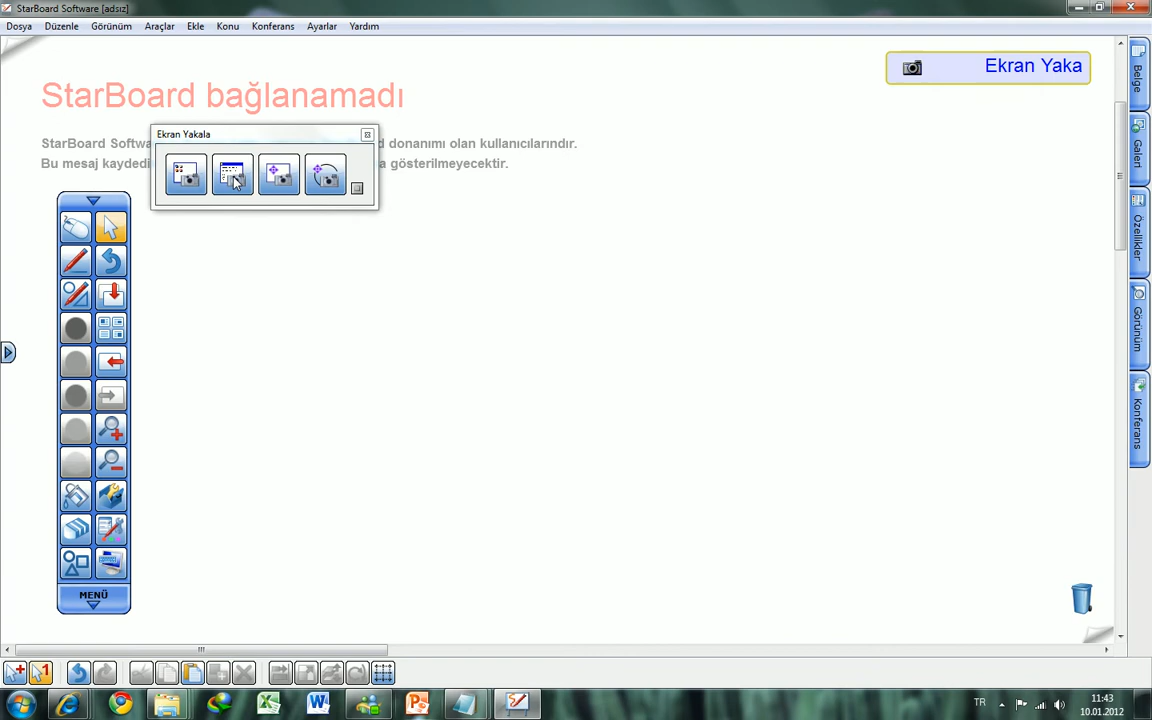 StarBoard Software [adsız]
Dosya Düzenle Görünüm Araçlar Ekle Konu Konferans Ayarlar Yardım
Ekran Yaka
StarBoard bağlanamadı
StarBoard Softw d donanımı olan kullanıcılarındır.
Bu mesaj kaydedi a gösterilmeyecektir.
Ekran Yakala
MENÜ
Belge
Galeri
Özellikler
Görünüm
Konferans
TR
11:43
10.01.2012